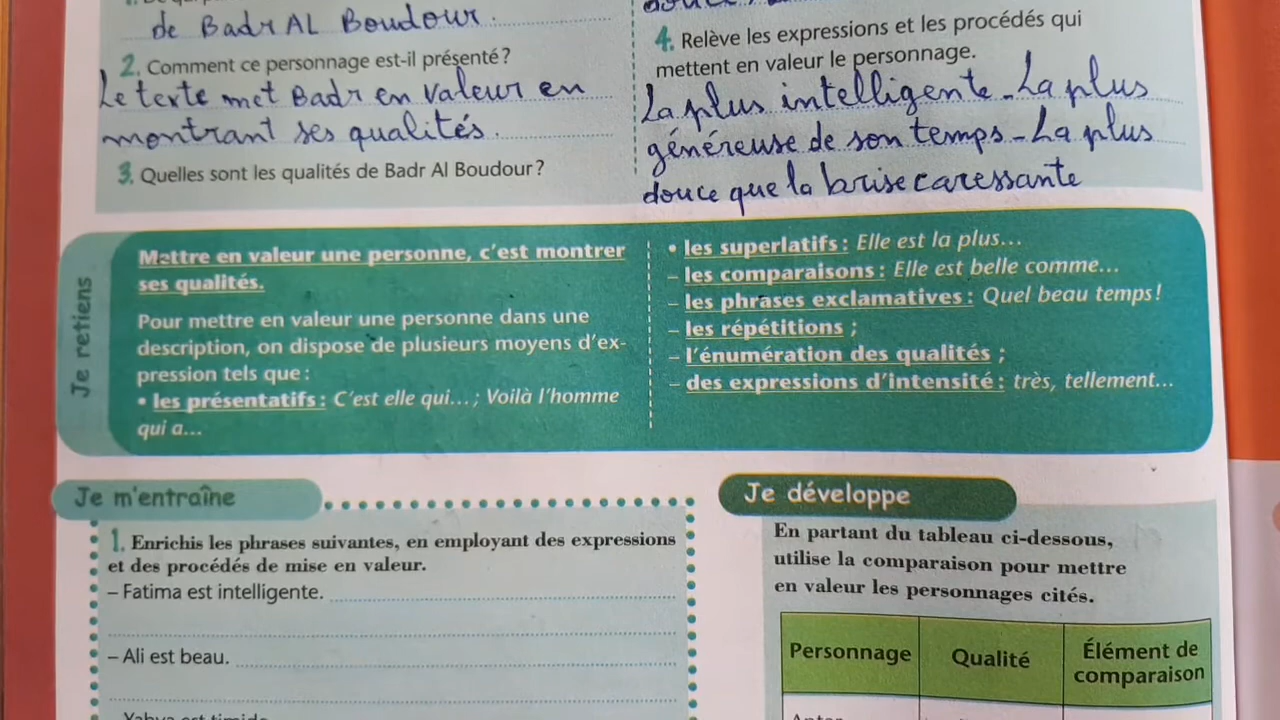 de Badr AL Boudour.
2. Comment ce personnage est-il présenté ?
Le texte met Badr en valeur en
montrant ses qualités.
3. Quelles sont les qualités de Badr Al Boudour ?
4. Relève les expressions et les procédés qui
mettent en valeur le personnage.
La plus intelligente - La plus
généreuse de son temps - La plus
douce que la brise caressante
Je retiens
Mettre en valeur une personne, c'est montrer
ses qualités.
Pour mettre en valeur une personne dans une
description, on dispose de plusieurs moyens d'ex-
pression tels que :
• les présentatifs : C'est elle qui... ; Voilà l'homme
qui a...
• les superlatifs : Elle est la plus...
– les comparaisons : Elle est belle comme...
– les phrases exclamatives : Quel beau temps !
– les répétitions ;
– l'énumération des qualités ;
– des expressions d'intensité : très, tellement...
Je m'entraîne
1. Enrichis les phrases suivantes, en employant des expressions
et des procédés de mise en valeur.
– Fatima est intelligente.
– Ali est beau.
Je développe
En partant du tableau ci-dessous,
utilise la comparaison pour mettre
en valeur les personnages cités.
Personnage
Qualité
Élément de
comparaison